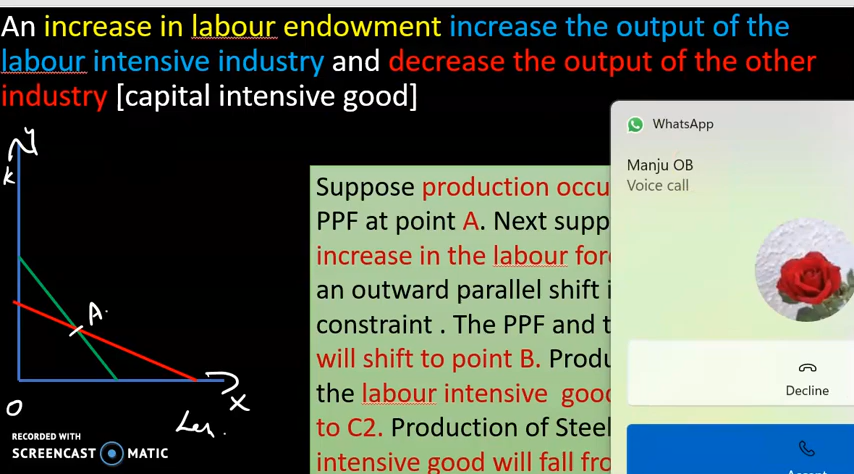 An increase in labour endowment increase the output of the
labour intensive industry and decrease the output of the other
industry [capital intensive good]
WhatsApp
Manju OB
Voice call
Decline
y
K
A.
O
X
Suppose production occu
PPF at point A. Next supp
increase in the labour for
an outward parallel shift i
constraint . The PPF and t
will shift to point B. Produ
the labour intensive good
to C2. Production of Steel
intensive good will fall fro
RECORDED WITH
SCREENCAST MATIC